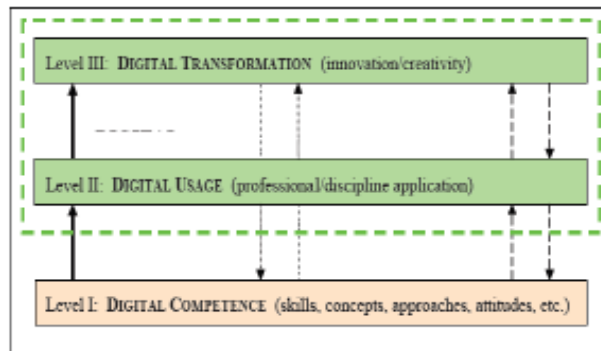 Level III: DIGITAL TRANSFORMATION (innovation/creativity)
Level II: DIGITAL USAGE (professional/discipline application)
Level I: DIGITAL COMPETENCE (skills, concepts, approaches, attitudes, etc.)